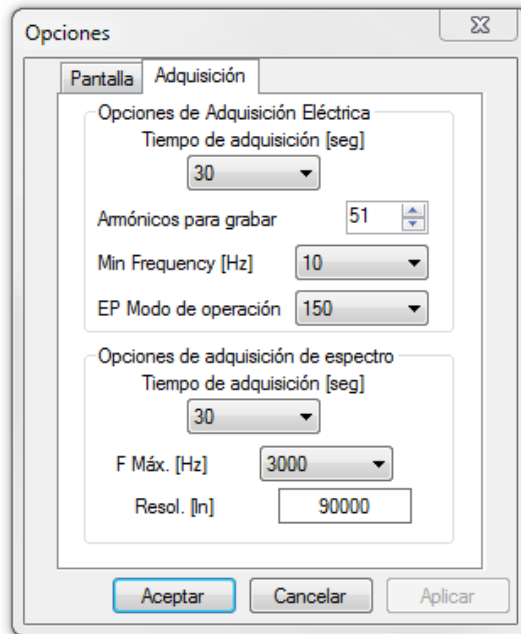 Opciones
Pantalla Adquisición
Opciones de Adquisición Eléctrica
Tiempo de adquisición [seg]
30
Armónicos para grabar 51
Min Frequency [Hz] 10
EP Modo de operación 150
Opciones de adquisición de espectro
Tiempo de adquisición [seg]
30
F Máx. [Hz] 3000
Resol. [ln] 90000
Aceptar Cancelar Aplicar